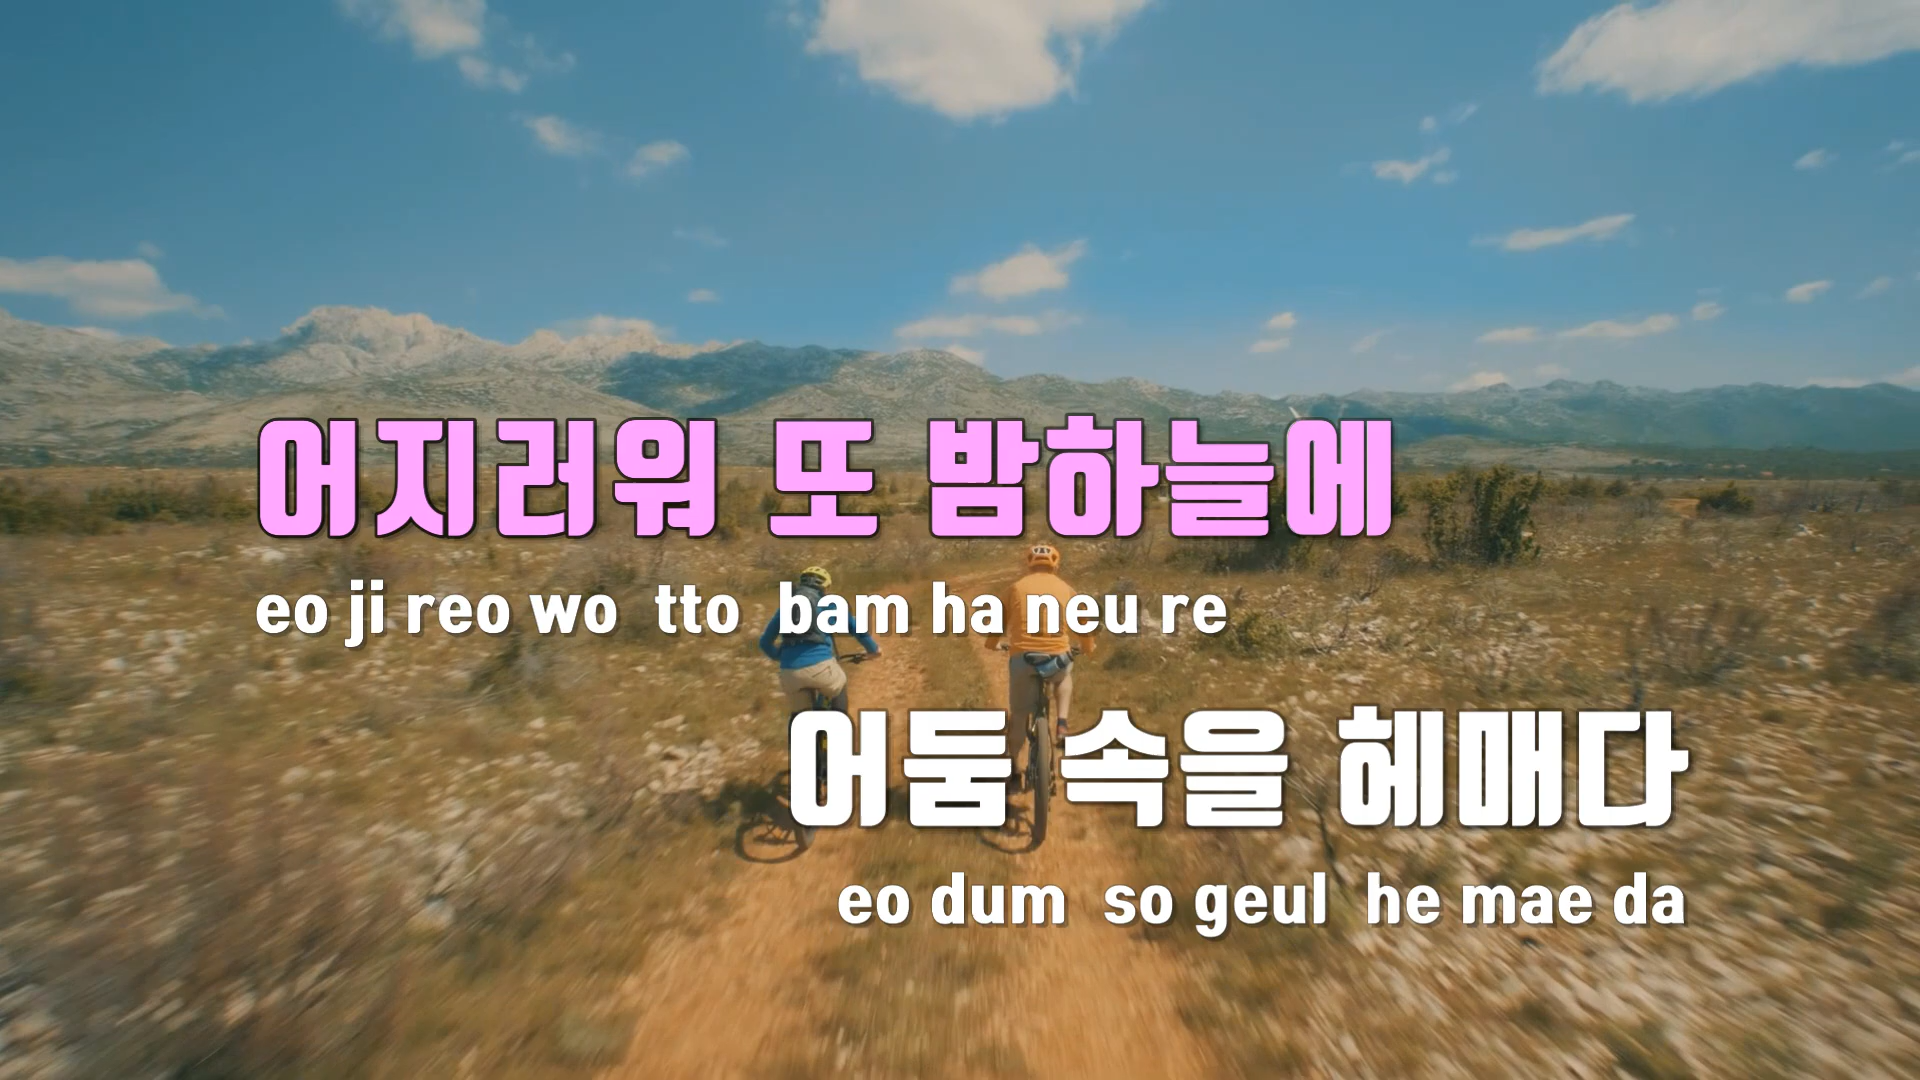 어지러워 또 밤하늘에
eo ji reo wo tto bam ha neu re
어둠 속을 헤매다
eo dum so geul he mae da